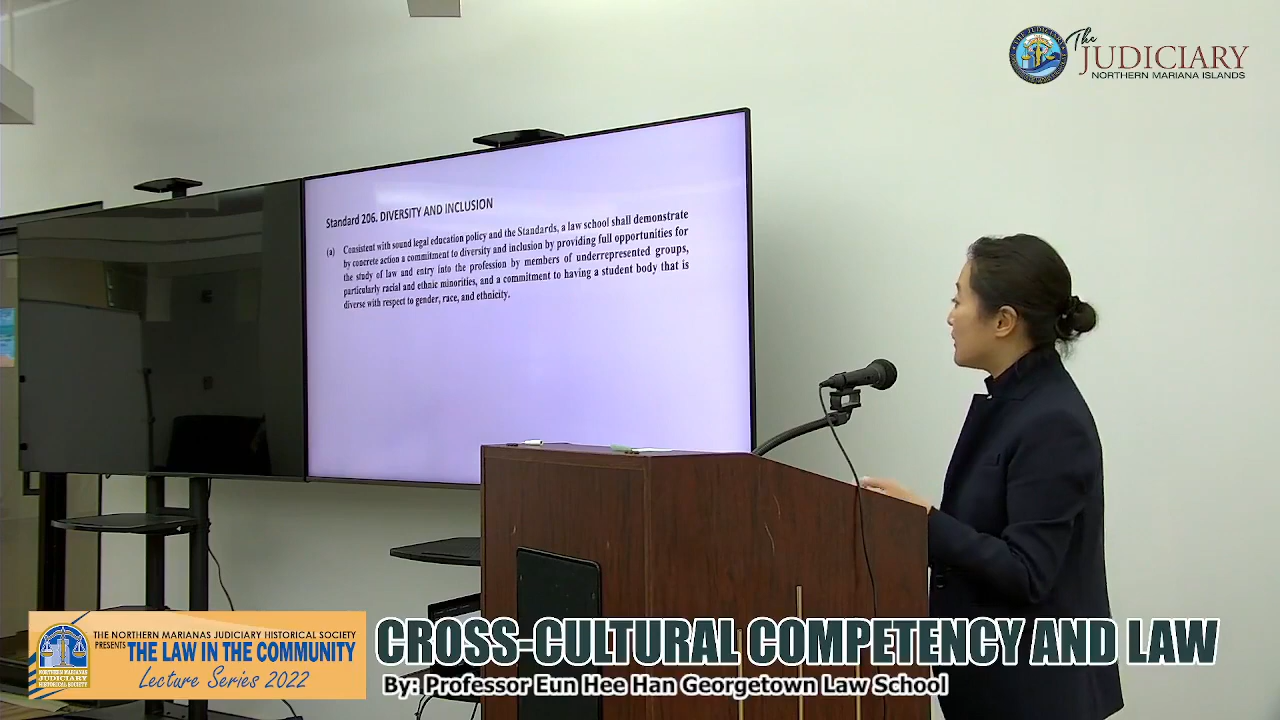 The
JUDICIARY
NORTHERN MARIANA ISLANDS
Standard 206. DIVERSITY AND INCLUSION
(a) Consistent with sound legal education policy and the Standards, a law school shall demonstrate
by concrete action a commitment to diversity and inclusion by providing full opportunities for
the study of law and entry into the profession by members of underrepresented groups,
particularly racial and ethnic minorities, and a commitment to having a student body that is
diverse with respect to gender, race, and ethnicity.
THE NORTHERN MARIANAS JUDICIARY HISTORICAL SOCIETY
PRESENTS THE LAW IN THE COMMUNITY
Lecture Series 2022
NORTHERN MARIANAS
JUDICIARY
HISTORICAL SOCIETY
CROSS-CULTURAL COMPETENCY AND LAW
By: Professor Eun Hee Han Georgetown Law School